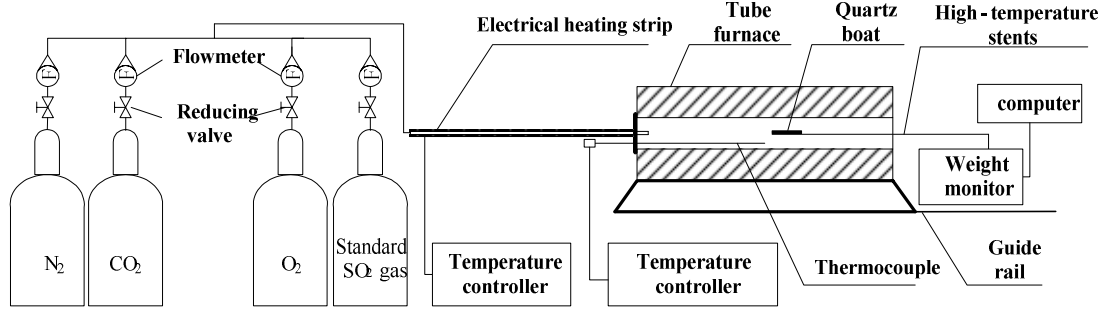 Electrical heating strip
Tube
furnace
Quartz
boat
High-temperature
stents
Flowmeter
Reducing
valve
computer
Weight
monitor
N2
CO2
O2
Standard
SO2 gas
Temperature
controller
Temperature
controller
Thermocouple
Guide
rail